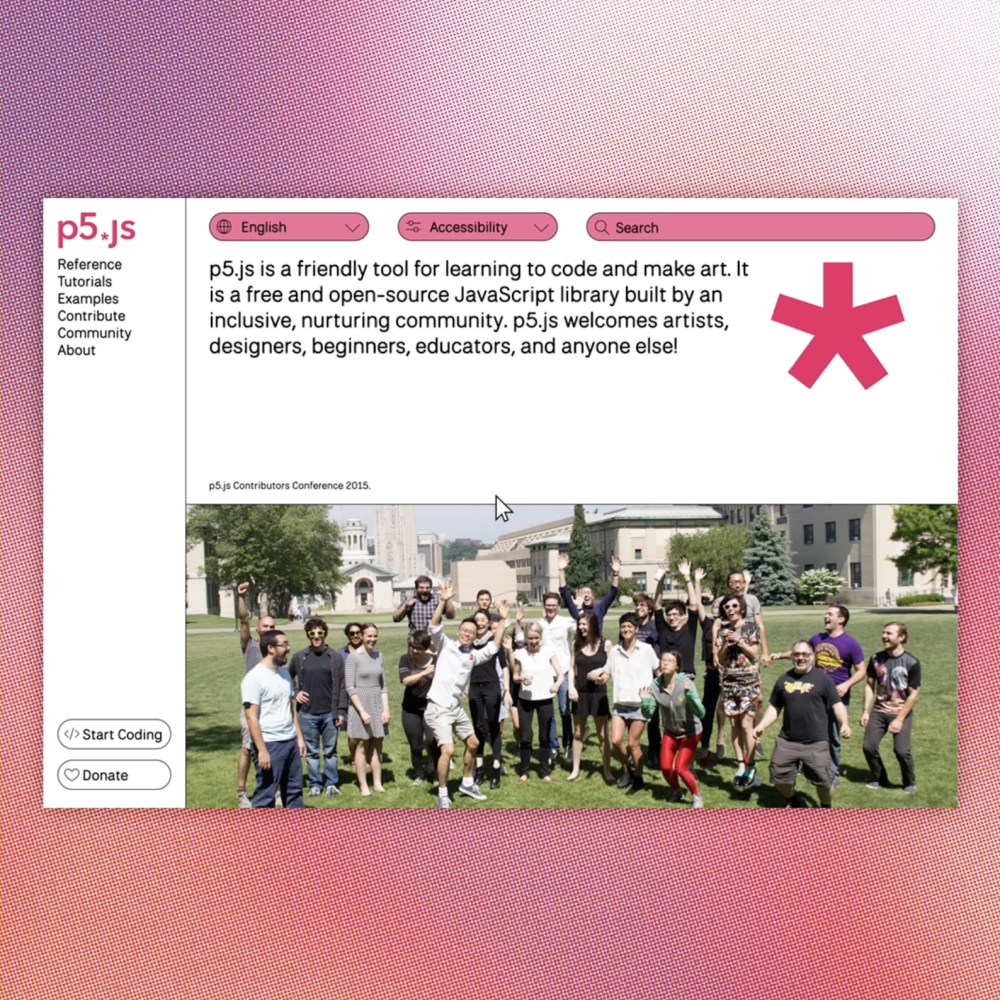 p5*js
Reference
Tutorials
Examples
Contribute
Community
About
</> Start Coding
Donate
English
Accessibility
Search
p5.js is a friendly tool for learning to code and make art. It
is a free and open-source JavaScript library built by an
inclusive, nurturing community. p5.js welcomes artists,
designers, beginners, educators, and anyone else!
p5.js Contributors Conference 2015.